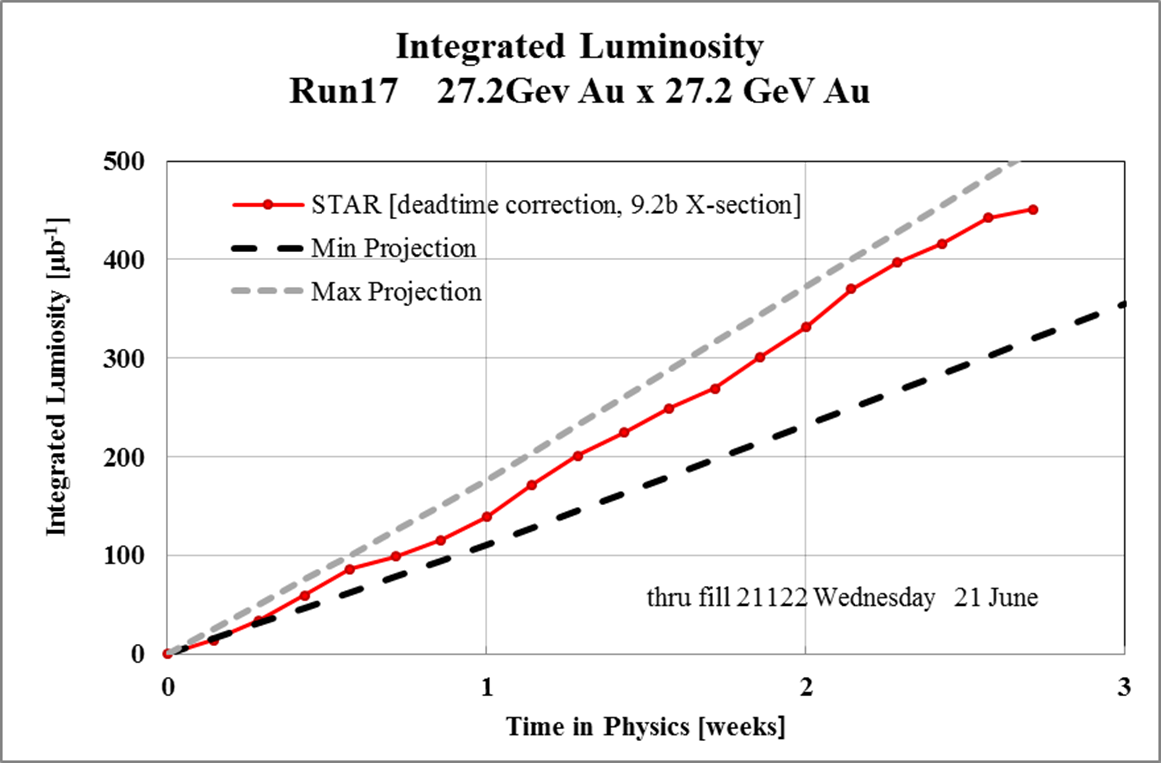 Integrated Luminosity
Run17 27.2Gev Au x 27.2 GeV Au
Integrated Lumiosity [µb-1]
500
400
300
200
100
0
STAR [deadtime correction, 9.2b X-section]
Min Projection
Max Projection
thru fill 21122 Wednesday 21 June
0 1 2 3
Time in Physics [weeks]